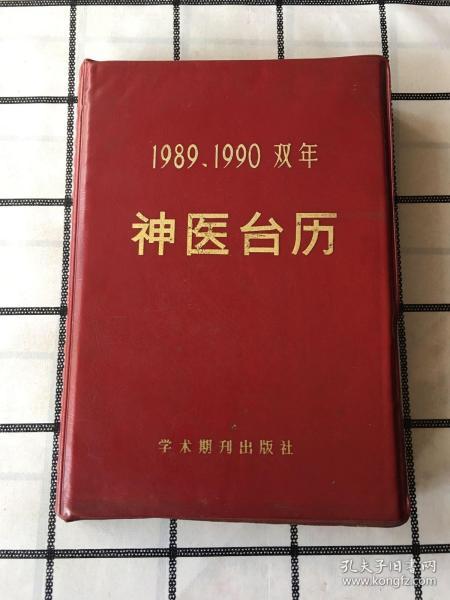 1989、1990 双年
神医台历
学术期刊出版社
孔夫子旧书网
www.kongfz.com